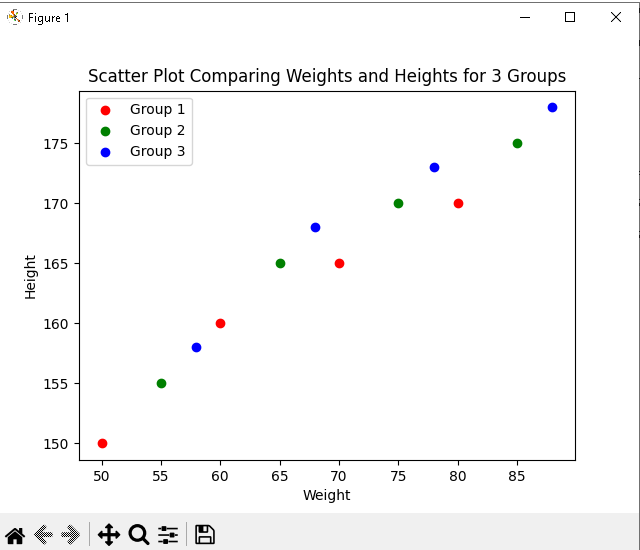 Figure 1
Scatter Plot Comparing Weights and Heights for 3 Groups
Group 1
Group 2
Group 3
175
170
165
160
155
150
Height
50 55 60 65 70 75 80 85
Weight